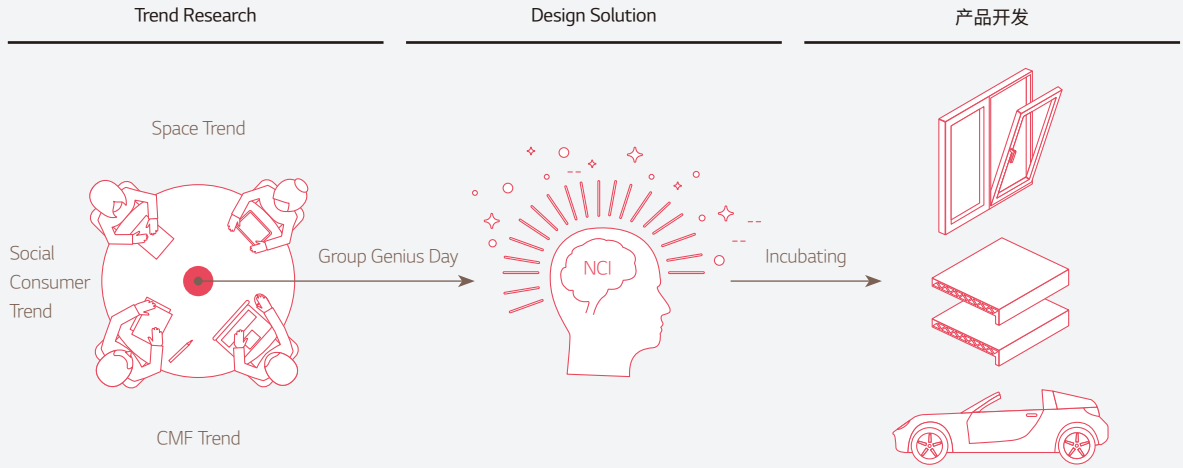 Trend Research
Design Solution
产品开发
Space Trend
Social
Consumer
Trend
Group Genius Day
NCI
Incubating
CMF Trend